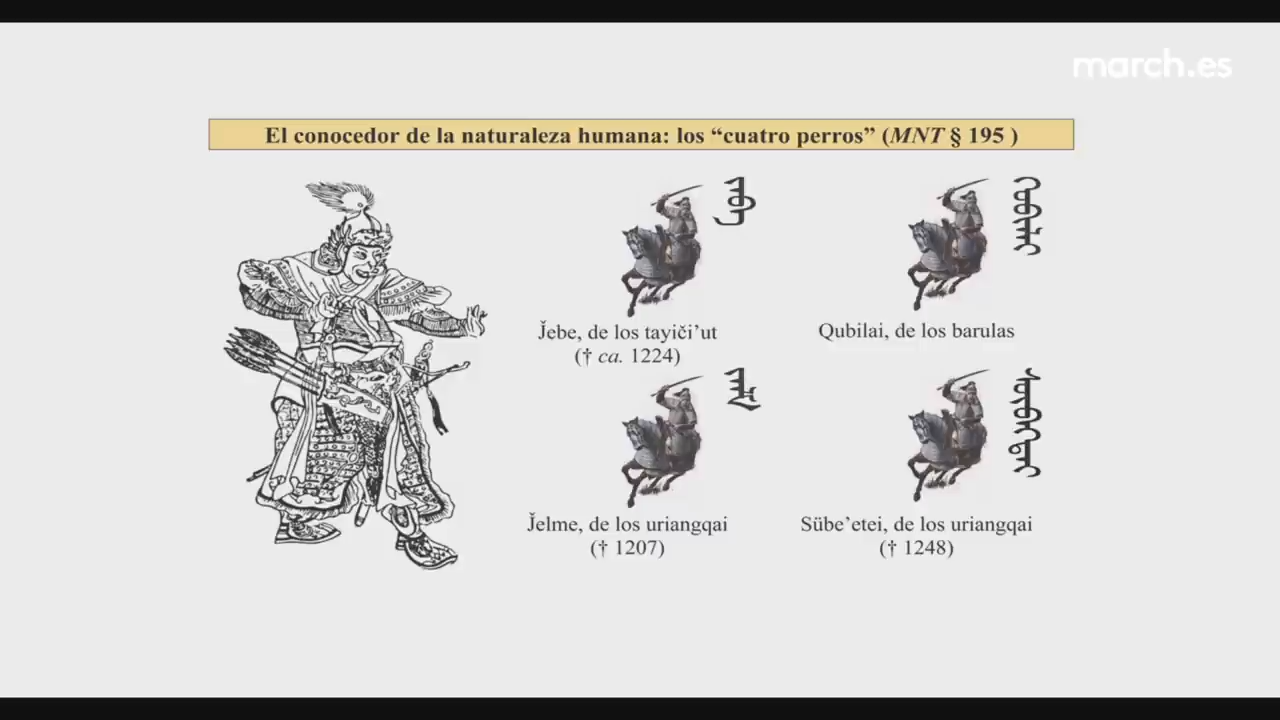 march.es
El conocedor de la naturaleza humana: los “cuatro perros” (MNT § 195 )
J̌ebe, de los tayiči’ut
(† ca. 1224)
Qubilai, de los barulas
J̌elme, de los uriangqai
(† 1207)
Sübe’etei, de los uriangqai
(† 1248)